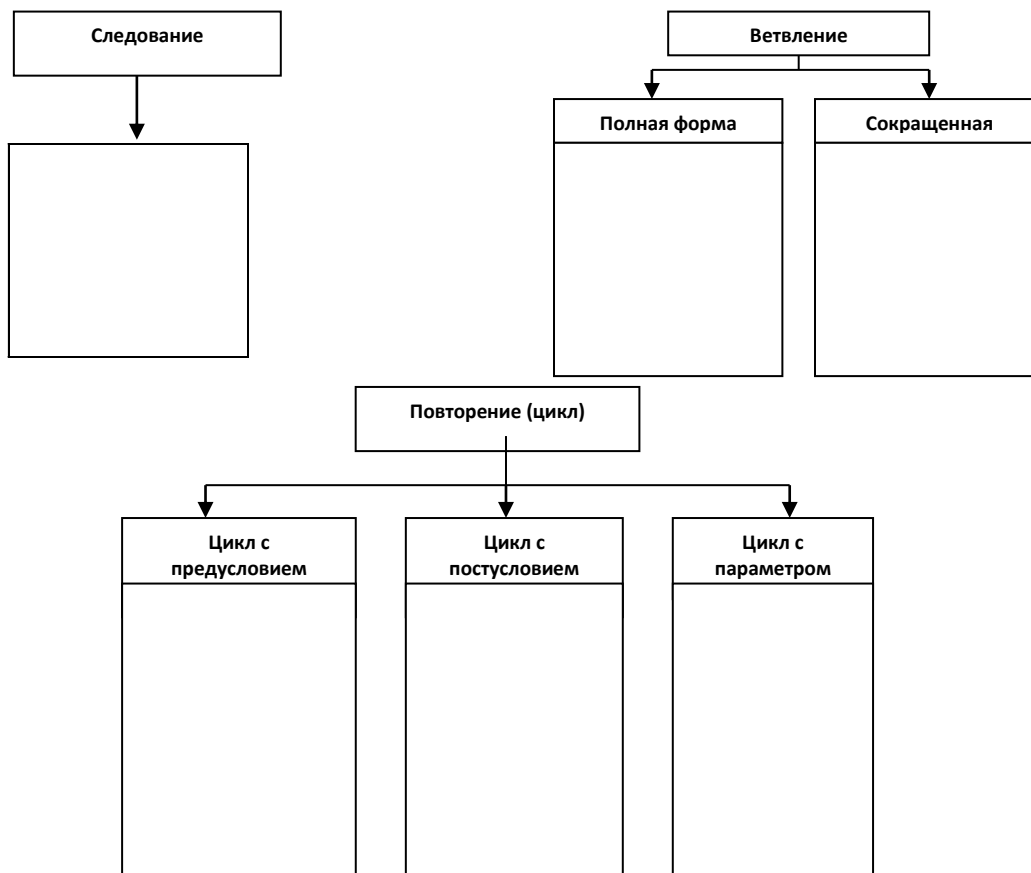 Следование
Ветвление
Полная форма
Сокращенная
Повторение (цикл)
Цикл с
предусловием
Цикл с
постусловием
Цикл с
параметром